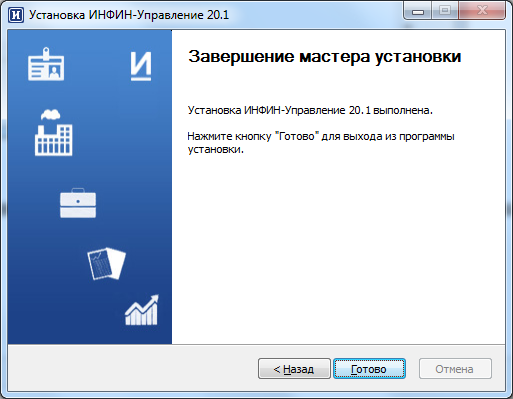 Установка ИНФИН-Управление 20.1
И
Завершение мастера установки
Установка ИНФИН-Управление 20.1 выполнена.
Нажмите кнопку "Готово" для выхода из программы
установки.
< Назад
Готово
Отмена